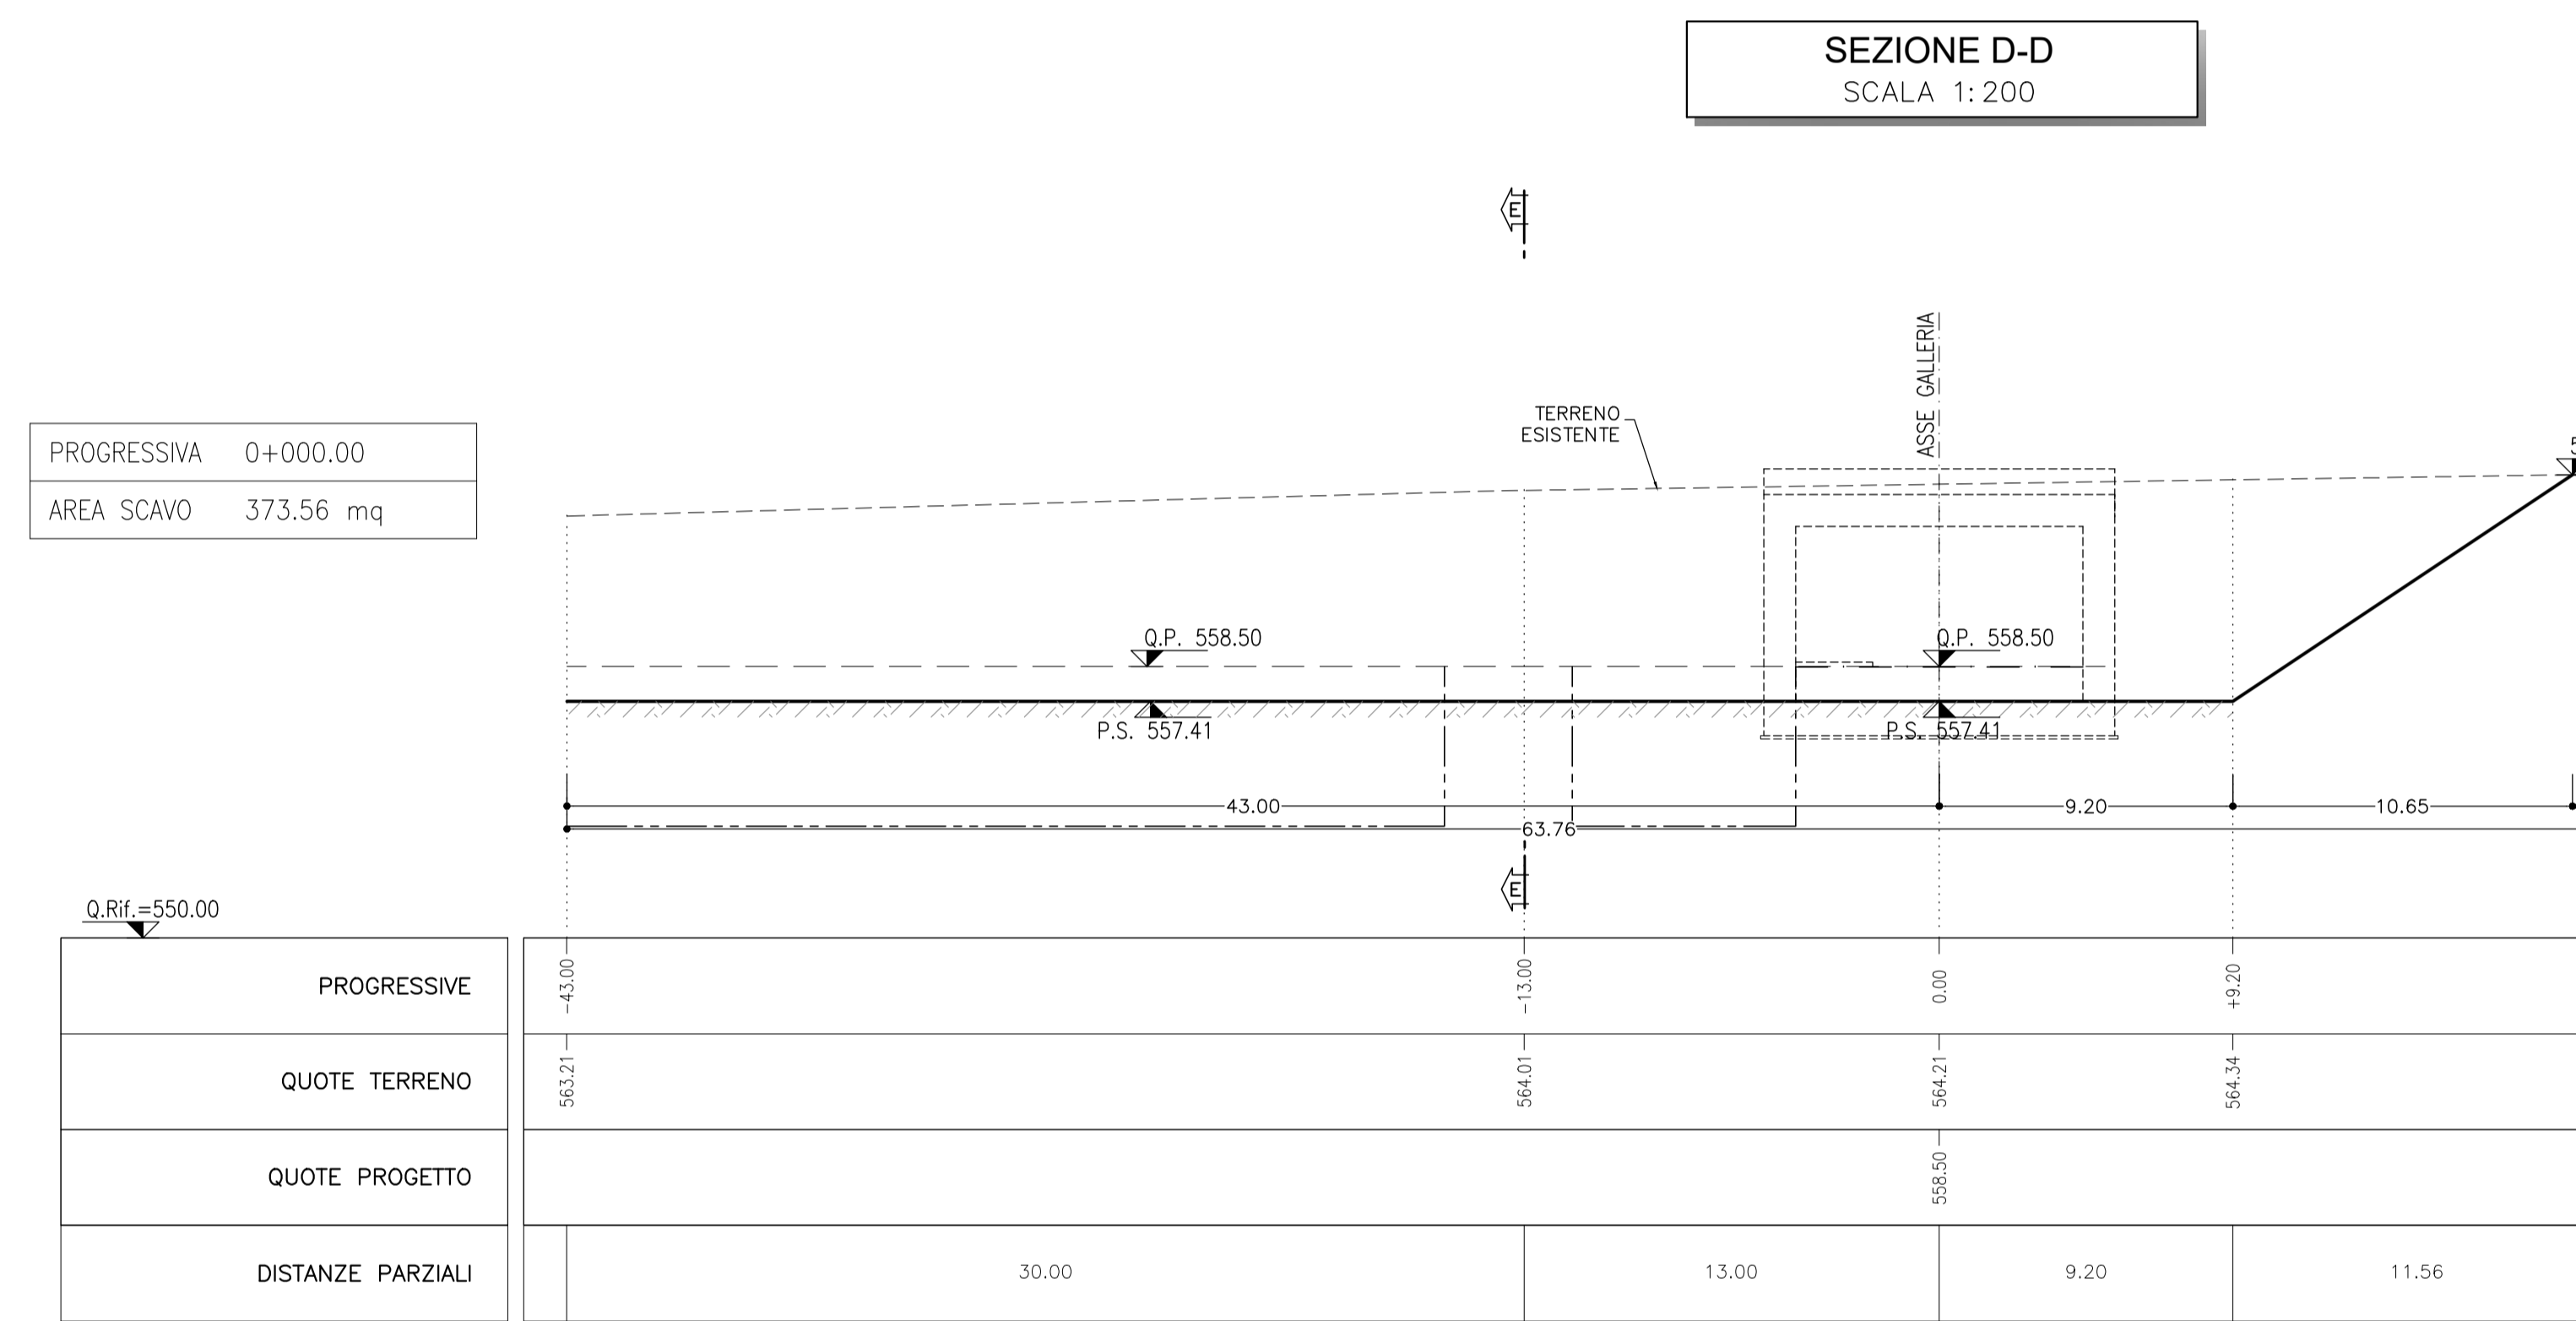 SEZIONE D-D
SCALA 1:200
E
ASSE GALLERIA
TERRENO
ESISTENTE
PROGRESSIVA 0+000.00
AREA SCAVO 373.56 mq
Q.P. 558.50
Q.P. 558.50
P.S. 557.41
P.S. 557.41
43.00
9.20
10.65
63.76
E
Q.Rif.=550.00
PROGRESSIVE -43.00 -13.00 0.00 +9.20
QUOTE TERRENO 563.21 564.01 564.21 564.34
QUOTE PROGETTO 558.50
DISTANZE PARZIALI 30.00 13.00 9.20 11.56